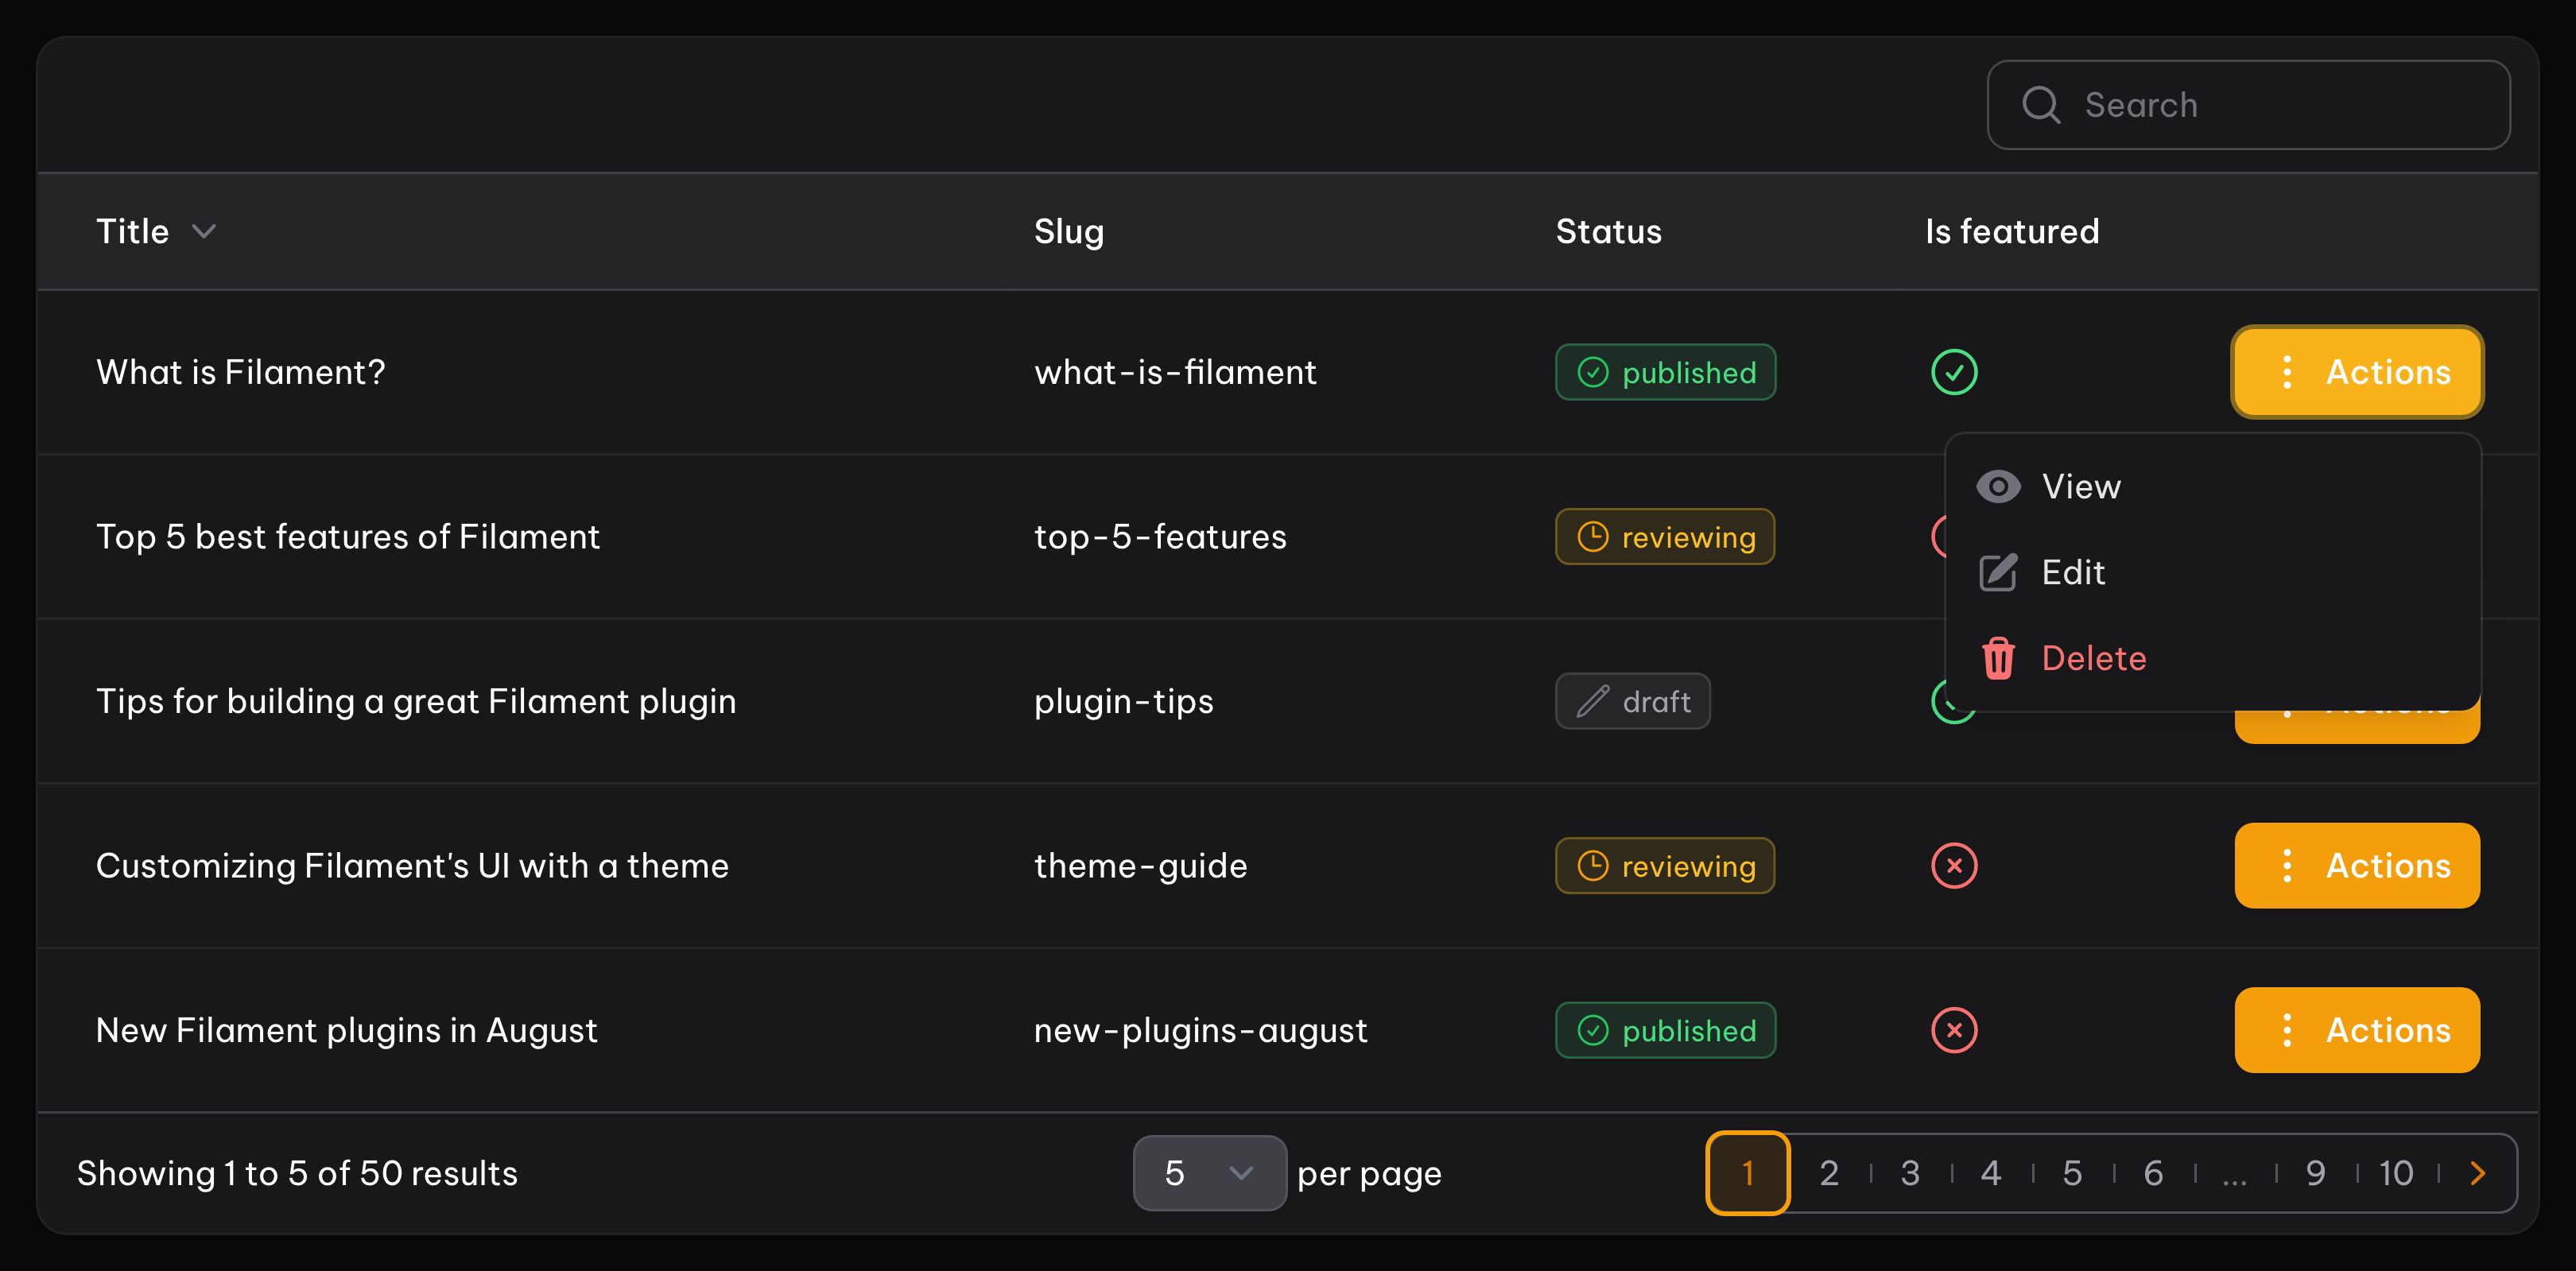 Search
Title Slug Status Is featured
What is Filament? what-is-filament published Actions
View
Top 5 best features of Filament top-5-features reviewing
Edit
Delete
Tips for building a great Filament plugin plugin-tips draft
Customizing Filament's UI with a theme theme-guide reviewing Actions
New Filament plugins in August new-plugins-august published Actions
Showing 1 to 5 of 50 results 5 per page 1 2 3 4 5 6 ... 9 10